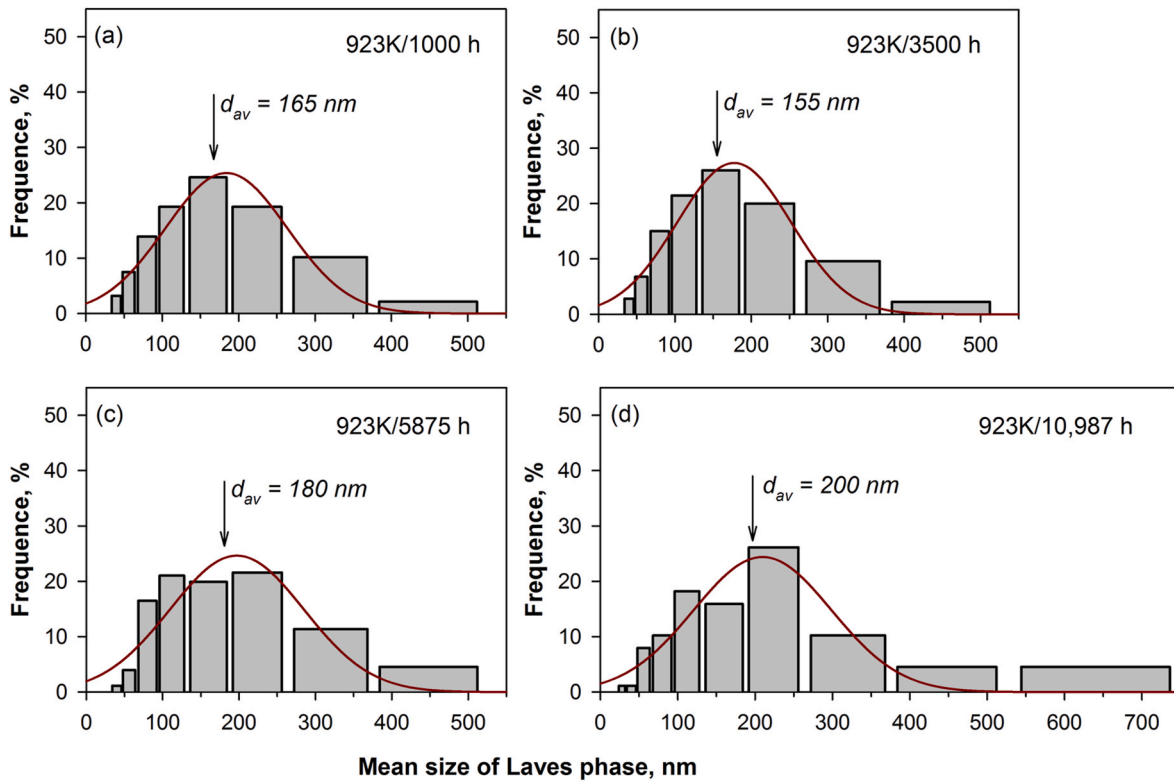 (a)
923K/1000 h
d_av = 165 nm
Frequence, %
50
40
30
20
10
0
0 100 200 300 400 500
(b)
923K/3500 h
d_av = 155 nm
Frequence, %
50
40
30
20
10
0
0 100 200 300 400 500
(c)
923K/5875 h
d_av = 180 nm
Frequence, %
50
40
30
20
10
0
0 100 200 300 400 500
(d)
923K/10,987 h
d_av = 200 nm
Frequence, %
50
40
30
20
10
0
0 100 200 300 400 500 600 700
Mean size of Laves phase, nm